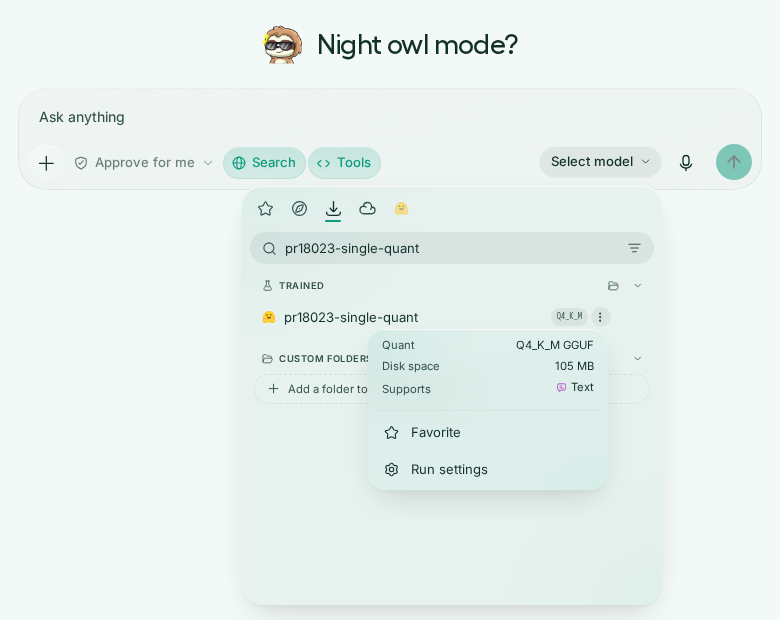 Night owl mode?
Ask anything
Approve for me
Search
Tools
Select model
pr18023-single-quant
TRAINED
pr18023-single-quant
Q4_K_M
Quant
Q4_K_M GGUF
CUSTOM FOLDERS
Disk space
105 MB
Add a folder to
Supports
Text
Favorite
Run settings